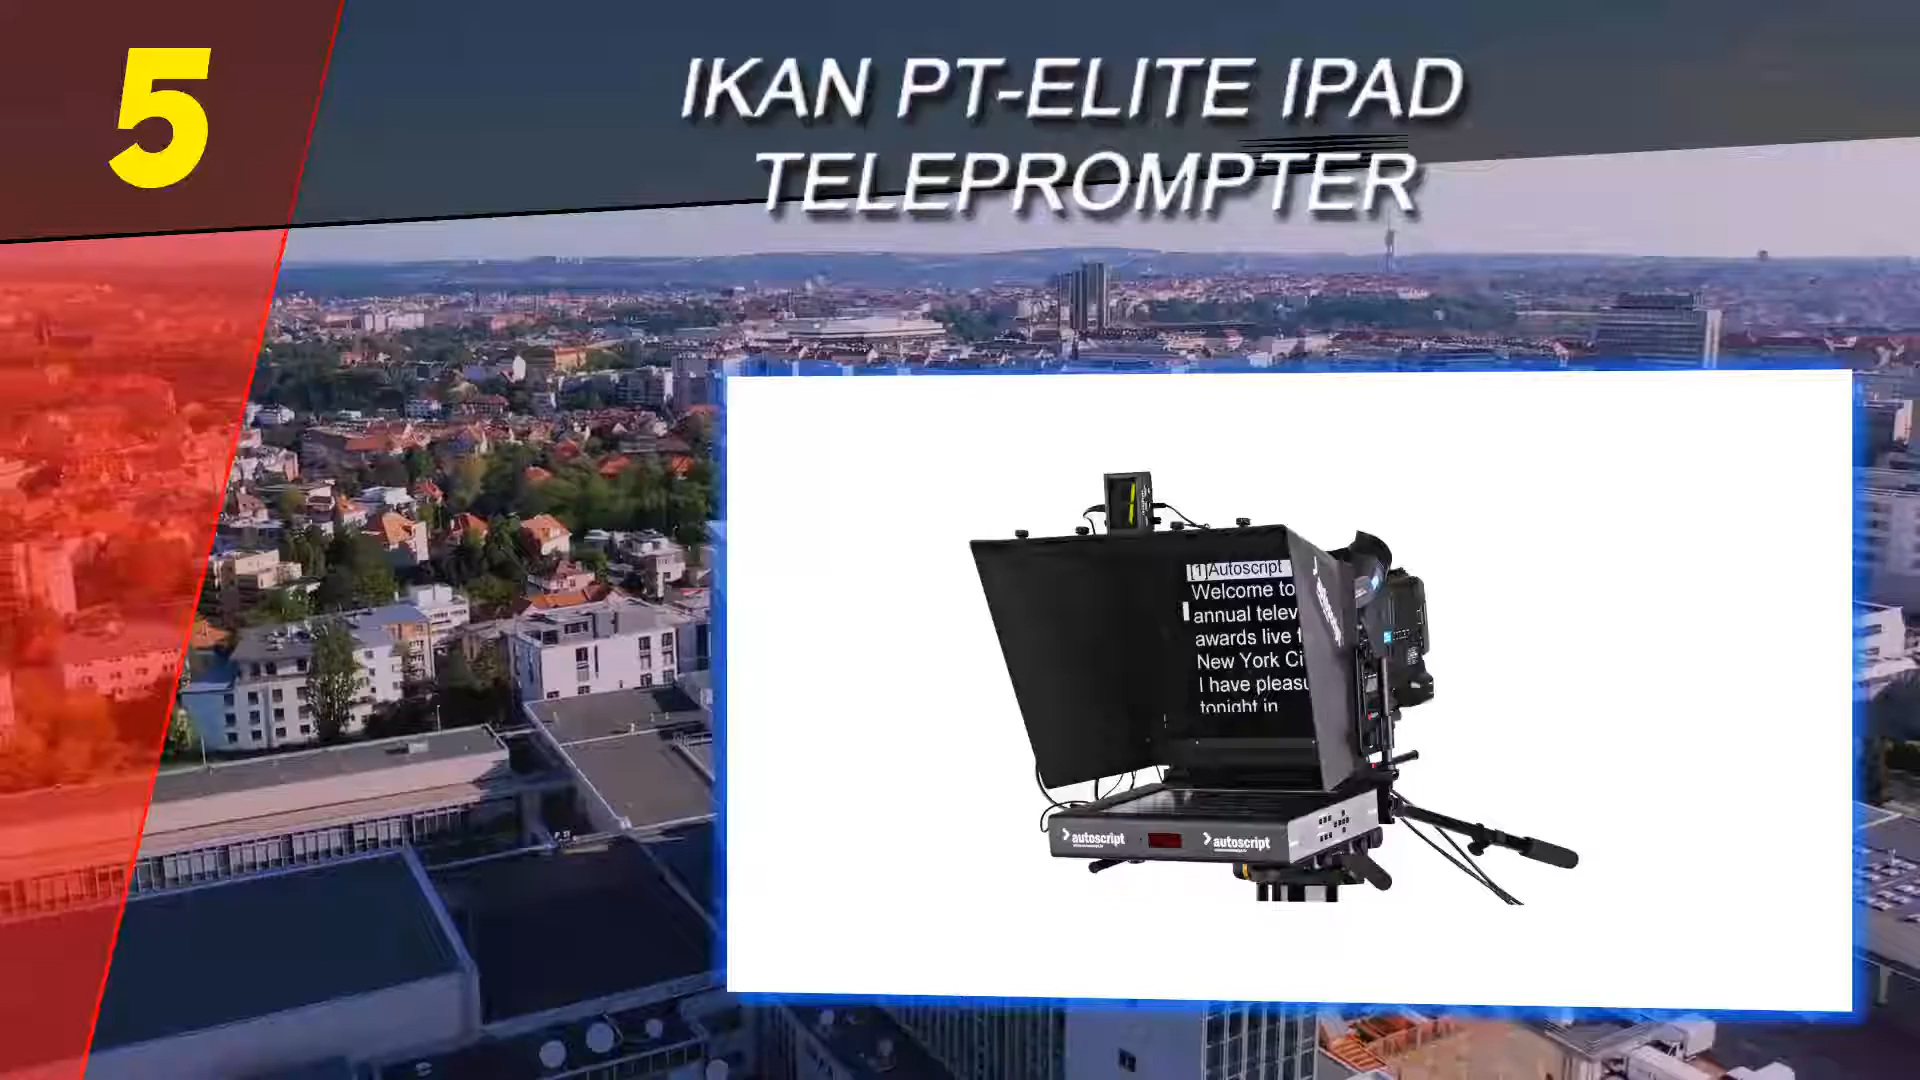 5
IKAN PT-ELITE IPAD
TELEPROMPTER
[1]Autoscript
Welcome to
annual telev
awards live
New York Ci
I have pleasu
tonight in
autoscript
autoscript